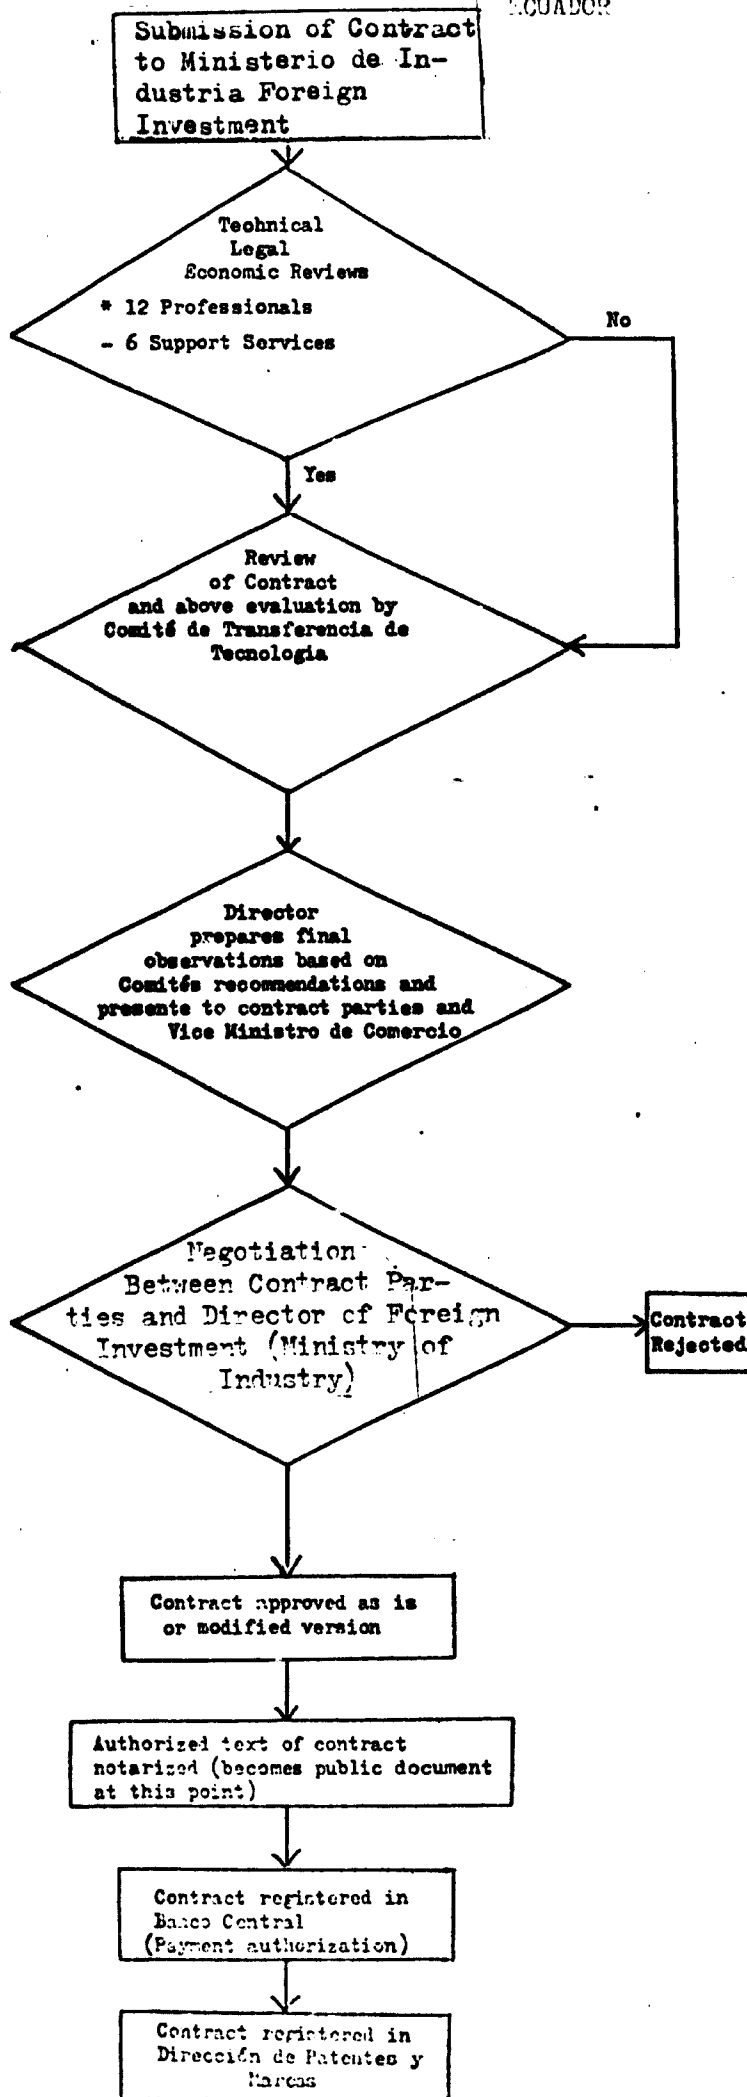 ECUADOR
Submission of Contract
to Ministerio de In-
dustria Foreign
Investment
Technical
Legal
Economic Reviews
* 12 Professionals
- 6 Support Services
No
Yes
Review
of Contract
and above evaluation by
Comité de Transferencia de
Tecnologia
Director
prepares final
observations based on
Comités recommendations and
presents to contract parties and
Vice Ministro de Comercio
Negotiation
Between Contract Par-
ties and Director of Foreign
Investment (Ministry of
Industry)
Contract
Rejected
Contract approved as is
or modified version
Authorized text of contract
notarized (becomes public document
at this point)
Contract registered in
Banco Central
(Payment authorization)
Contract registered in
Dirección de Patentes y
Marcas